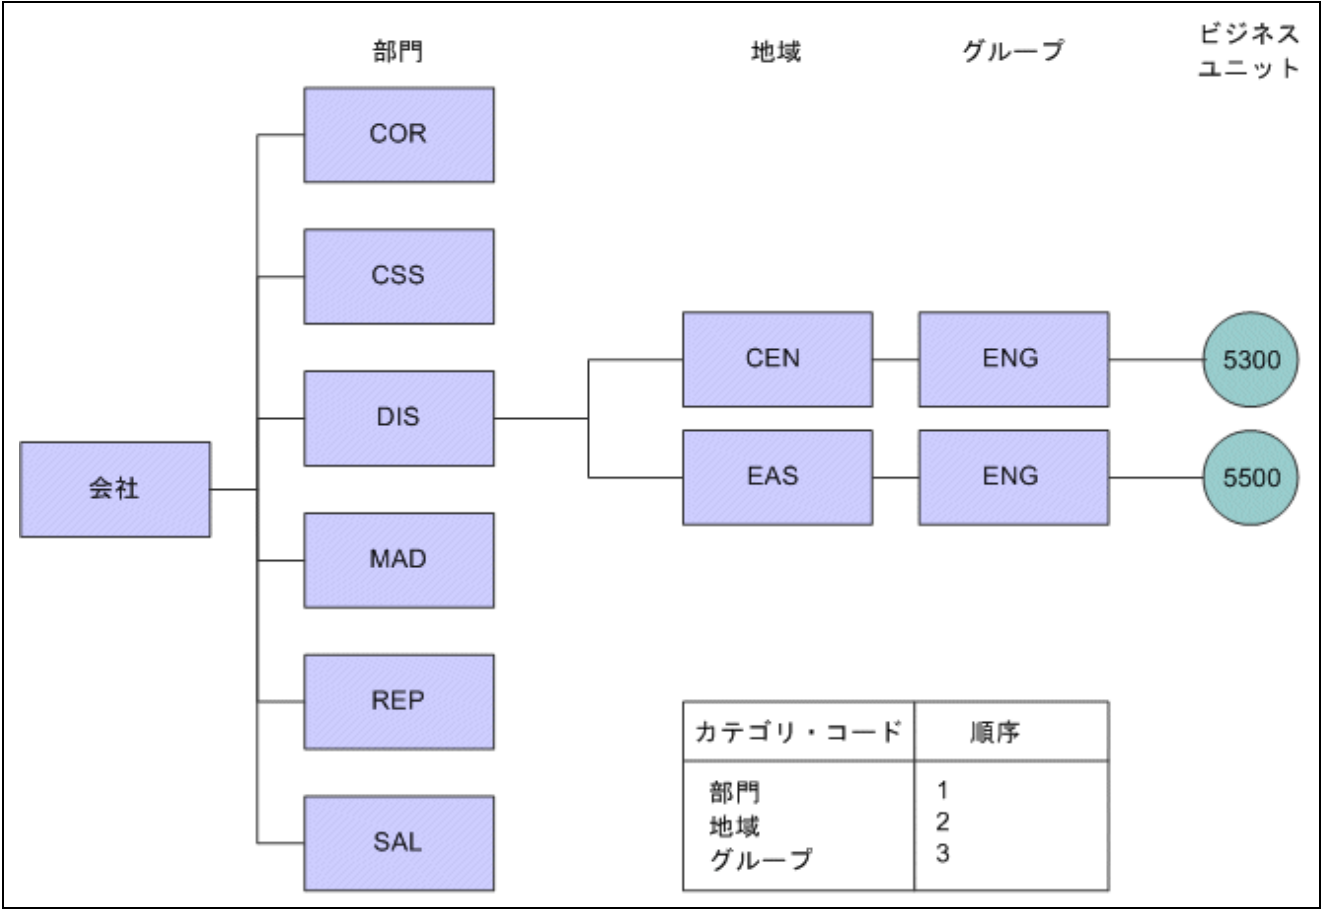 部門
地域
グループ
ビジネス
ユニット
COR
CSS
DIS
MAD
REP
SAL
会社
CEN
ENG
5300
EAS
ENG
5500
カテゴリ・コード 順序
部門 1
地域 2
グループ 3